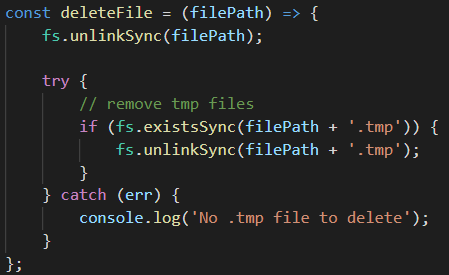 const deleteFile = (filePath) => {
    fs.unlinkSync(filePath);

    try {
        // remove tmp files
        if (fs.existsSync(filePath + '.tmp')) {
            fs.unlinkSync(filePath + '.tmp');
        }
    } catch (err) {
        console.log('No .tmp file to delete');
    }
};